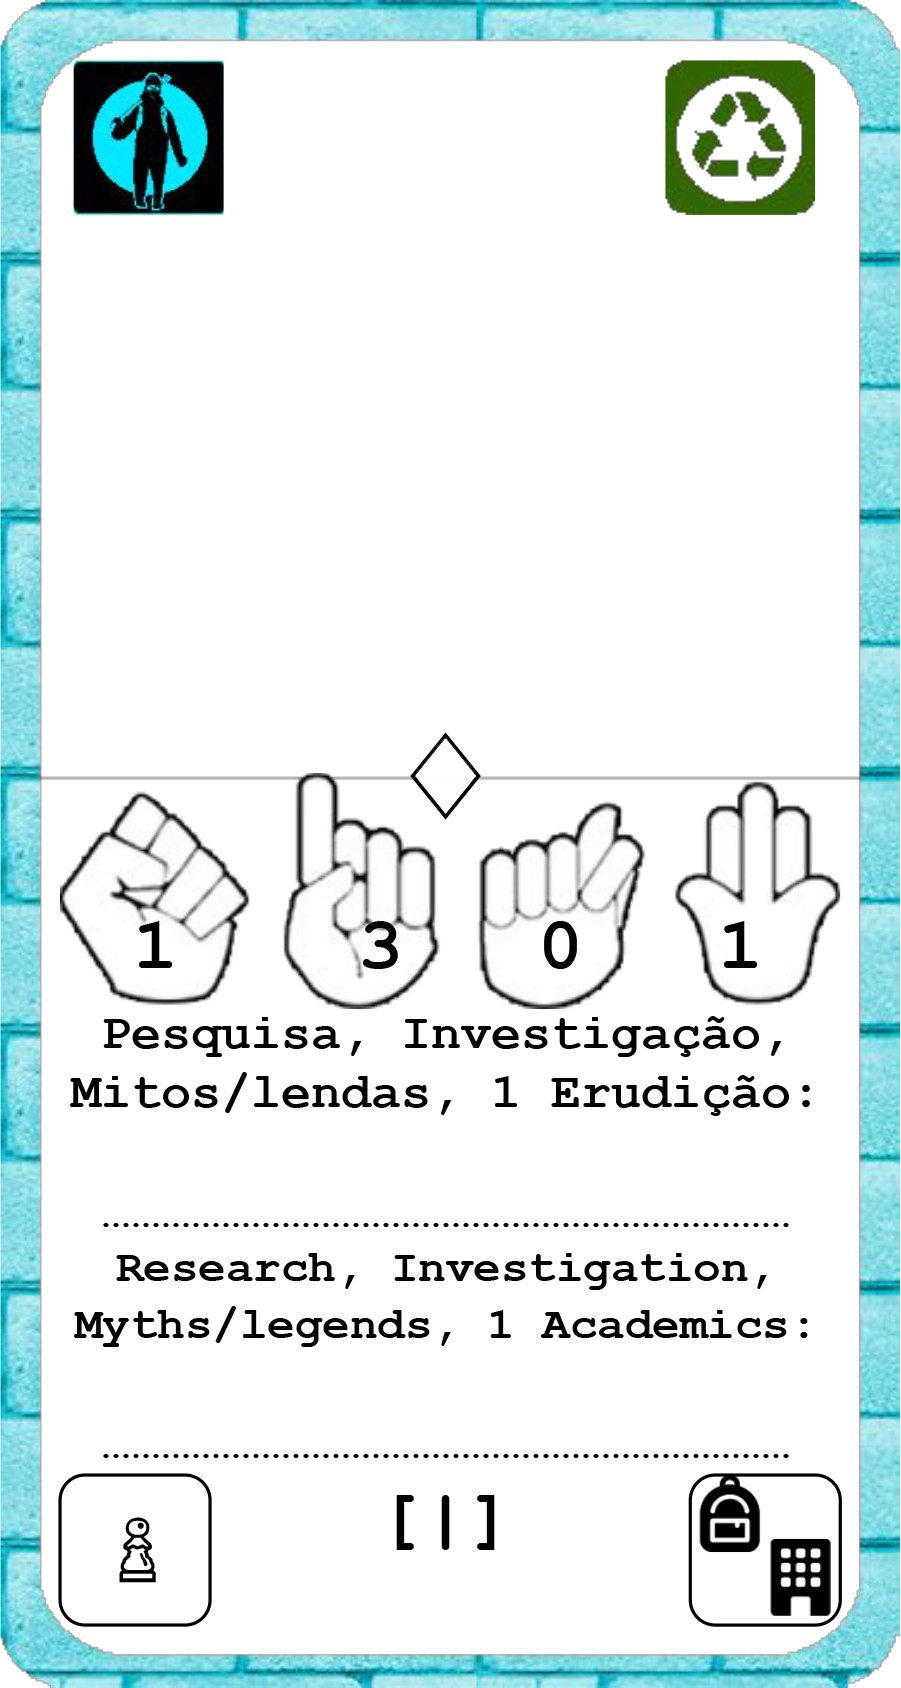 1 3 0 1
Pesquisa, Investigação,
Mitos/lendas, 1 Erudição:
Research, Investigation,
Myths/legends, 1 Academics:
[|]